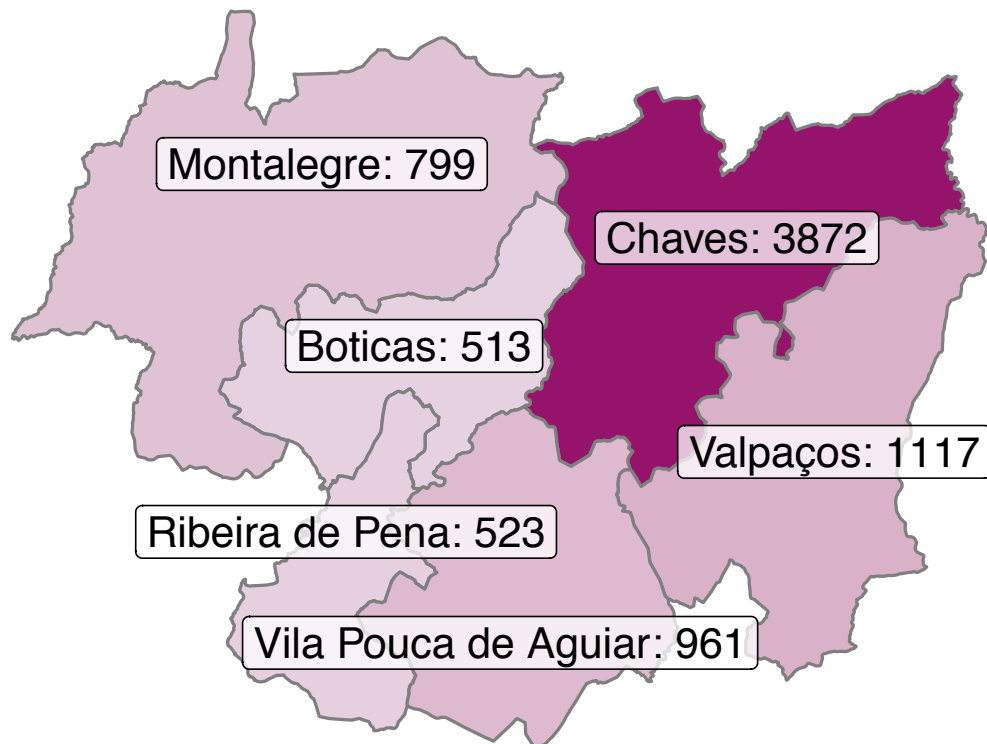 Montalegre: 799
Chaves: 3872
Boticas: 513
Valpaços: 1117
Ribeira de Pena: 523
Vila Pouca de Aguiar: 961